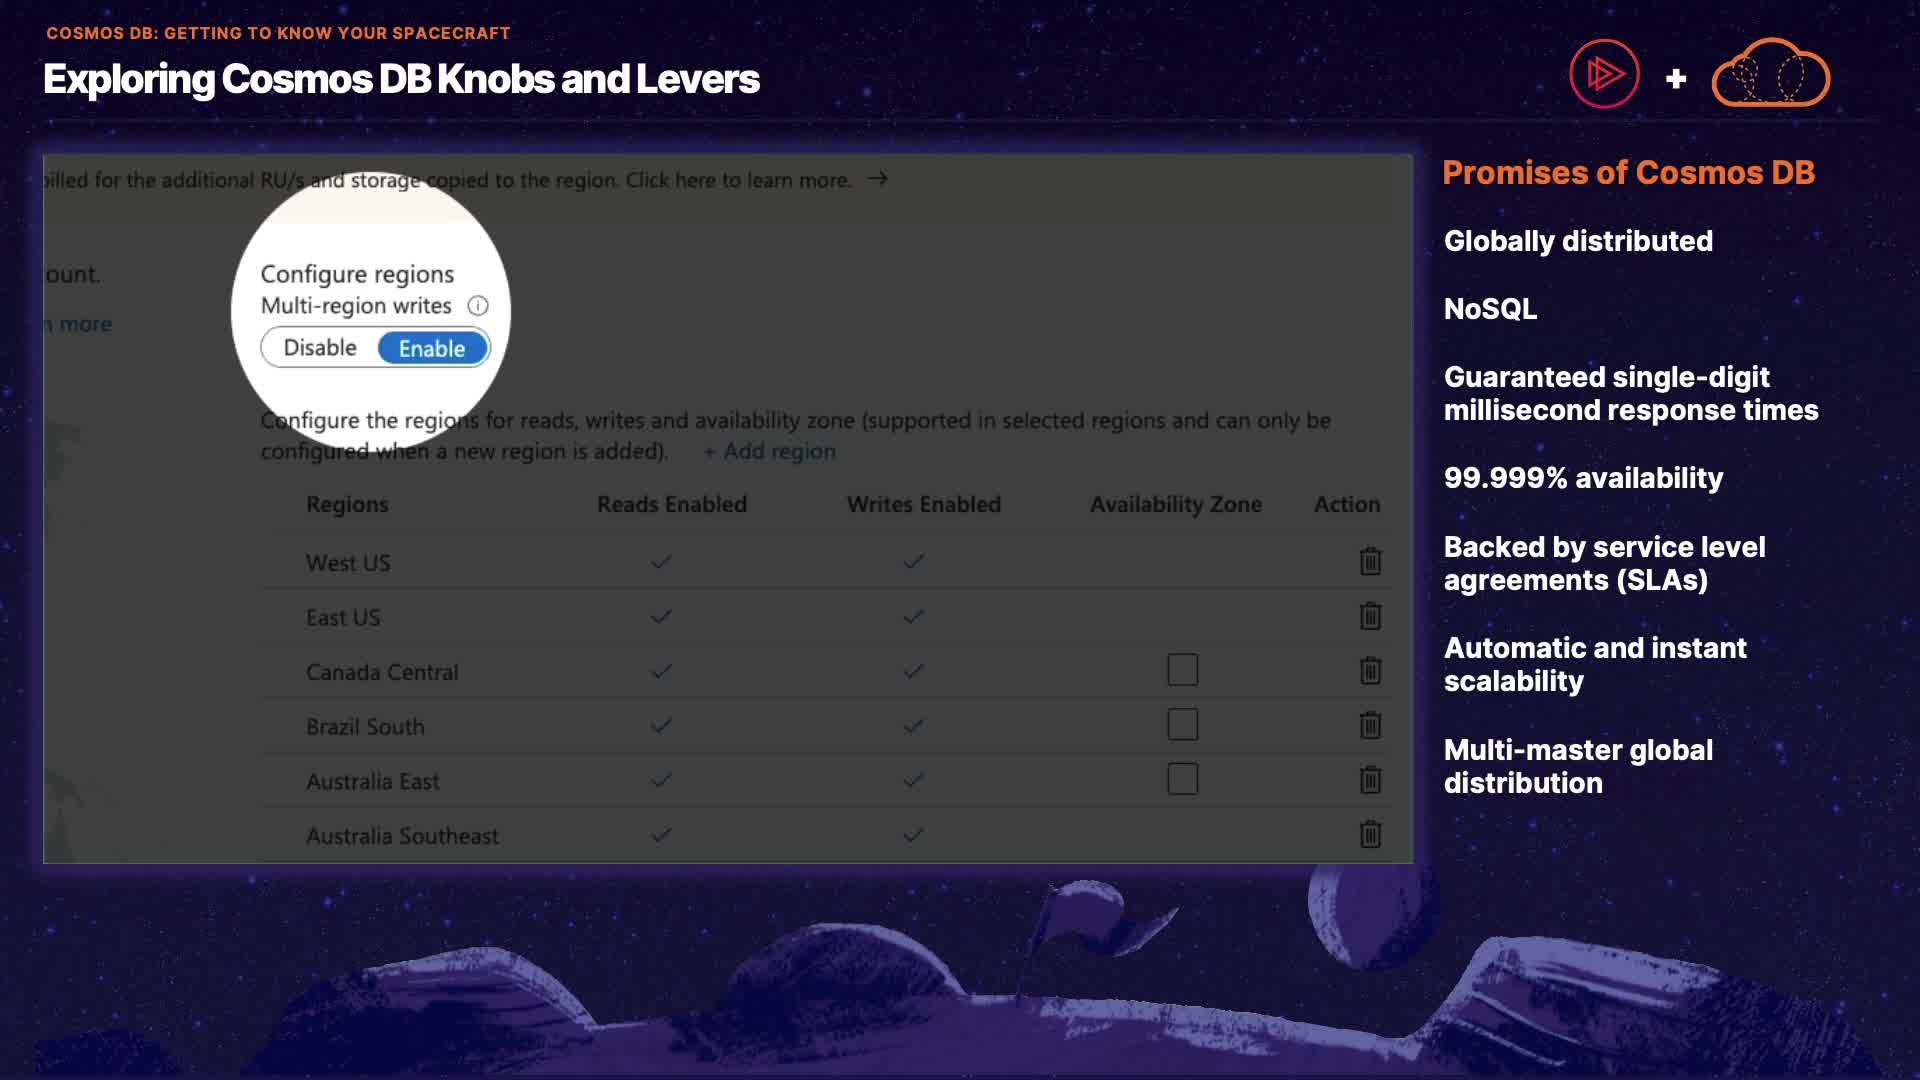 COSMOS DB: GETTING TO KNOW YOUR SPACECRAFT
Exploring Cosmos DB Knobs and Levers
+
for the additional RU/s and storage copied to the region. Click here to learn more. →
ount.
more
Configure regions
Multi-region writes
Disable Enable
Configure the regions for reads, writes and availability zone (supported in selected regions and can only be
configured when a new region is added). + Add region
Regions Reads Enabled Writes Enabled Availability Zone Action
West US
East US
Canada Central
Brazil South
Australia East
Australia Southeast
Promises of Cosmos DB
Globally distributed
NoSQL
Guaranteed single-digit
millisecond response times
99.999% availability
Backed by service level
agreements (SLAs)
Automatic and instant
scalability
Multi-master global
distribution